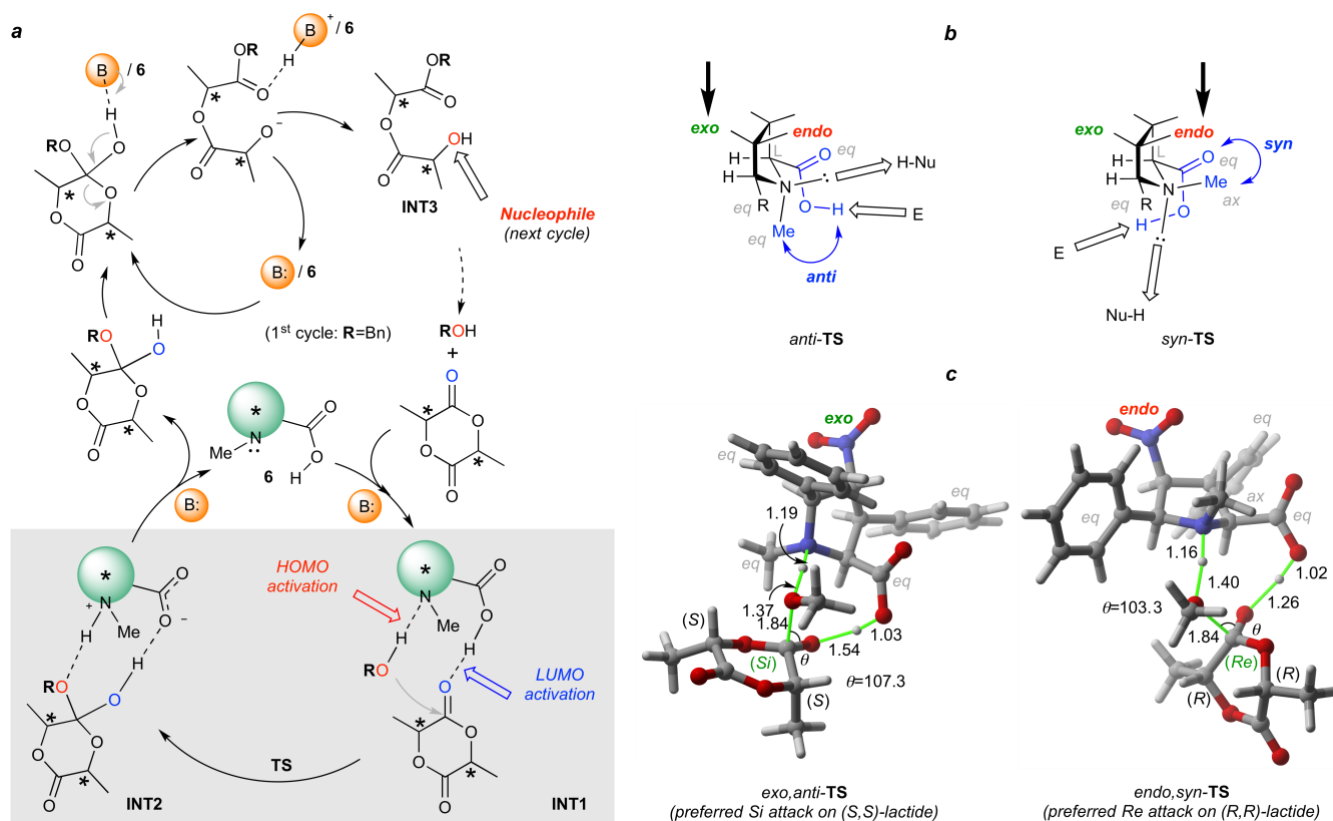 a
B
/ 6
H
RO
O
O
*
O
*
O
OR
H
B
+
/ 6
O
*
O
O
O−
*
OR
*
O
O
OH
O
*
INT3
Nucleophile
(next cycle)
B:
/ 6
(1st cycle: R=Bn)
RO
H
O
*
O
O
*
O
ROH
+
O
*
O
O
*
O
*
N
Me
O
H
O
6
B:
B:
*
+
N
H
Me
O
O−
H
RO
O
*
O
O
*
O
INT2
TS
HOMO
activation
*
N
Me
O
O
H
H
RO
O
*
O
O
*
O
LUMO
activation
INT1
b
exo
endo
eq
H
L
O
H
N
H-Nu
R
O
H
E
eq
Me
eq
anti
anti-TS
exo
endo
syn
H
L
O
eq
H
N
Me
R
ax
eq
H
O
E
Nu-H
syn-TS
c
exo
eq
eq
1.19
eq
eq
1.37
1.84
(S)
1.03
(Si)
θ
1.54
θ=107.3
(S)
exo,anti-TS
(preferred Si attack on (S,S)-lactide)
endo
eq
eq
ax
eq
1.16
1.02
1.40
1.26
θ=103.3
1.84
θ
(Re)
(R)
(R)
endo,syn-TS
(preferred Re attack on (R,R)-lactide)